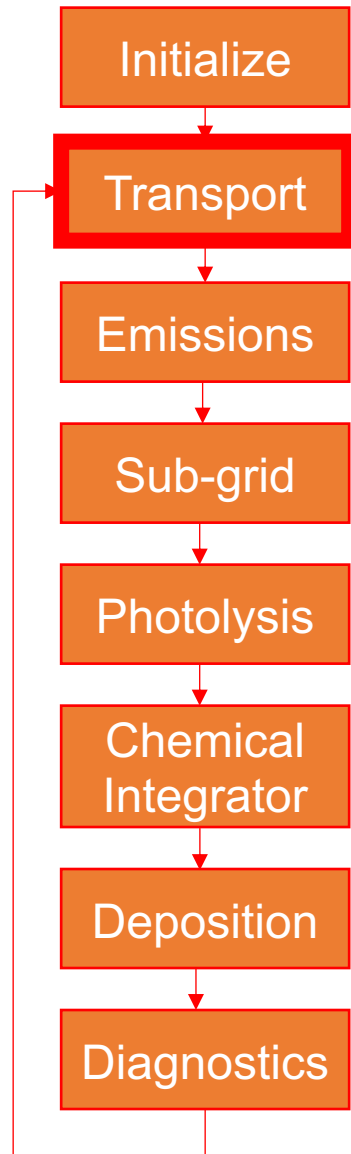 Initialize
Transport
Emissions
Sub-grid
Photolysis
Chemical
Integrator
Deposition
Diagnostics